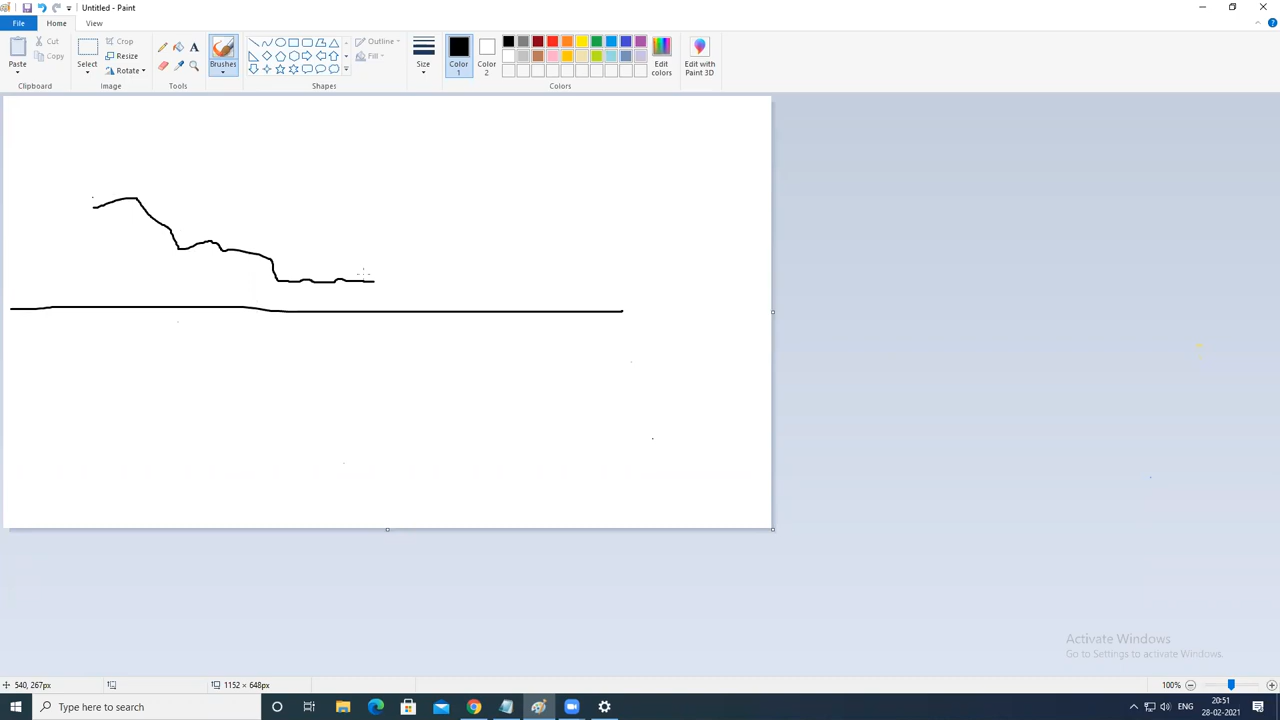 Untitled - Paint
File
Home
View
Paste
Cut
Copy
Clipboard
Select
Crop
Resize
Rotate
Image
A
Tools
Brushes
Shapes
Outline
Fill
Size
Color
1
Color
2
Edit
colors
Colors
Edit with
Paint 3D
Activate Windows
Go to Settings to activate Windows.
540, 267px
1152 × 648px
100%
Type here to search
ENG
20:51
28-02-2021